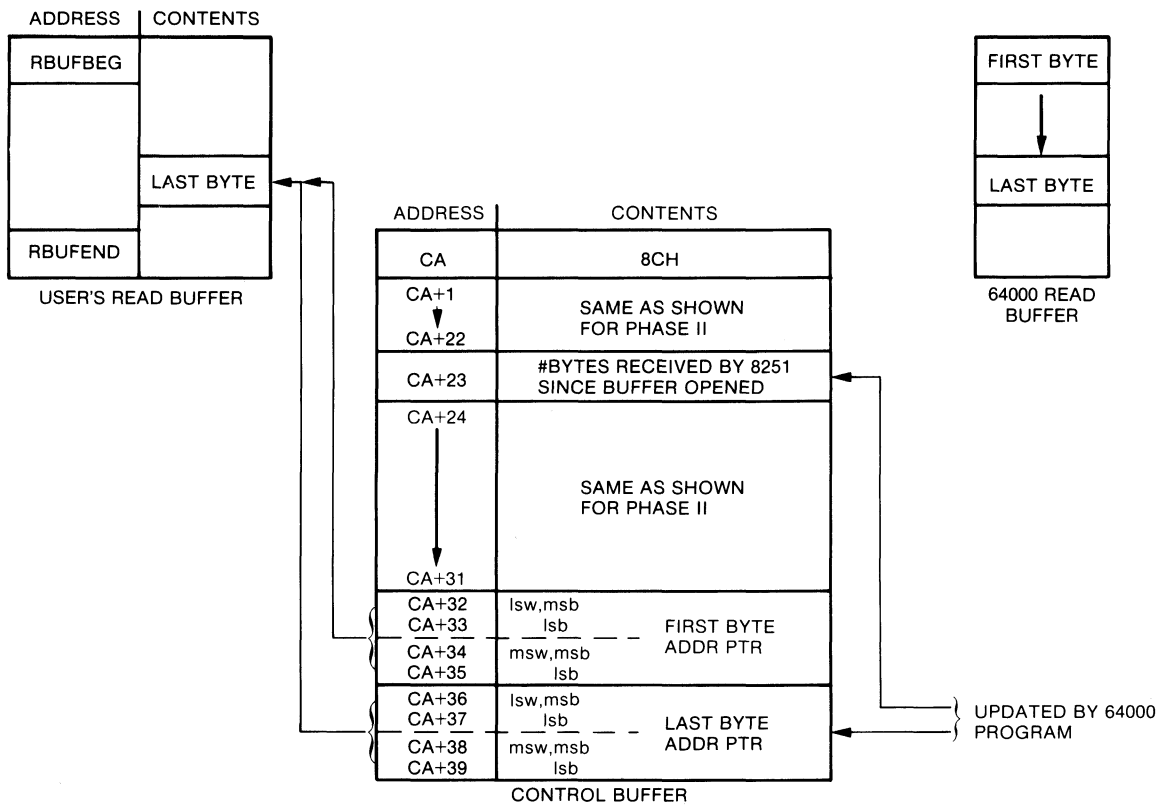 ADDRESS CONTENTS
RBUFBEG
LAST BYTE
RBUFEND
USER'S READ BUFFER
FIRST BYTE
LAST BYTE
64000 READ
BUFFER
ADDRESS CONTENTS
CA 8CH
CA+1
SAME AS SHOWN
FOR PHASE II
CA+22
CA+23 #BYTES RECEIVED BY 8251
SINCE BUFFER OPENED
CA+24
SAME AS SHOWN
FOR PHASE II
CA+31
CA+32 lsw,msb
CA+33 lsb
FIRST BYTE
ADDR PTR
CA+34 msw,msb
CA+35 lsb
CA+36 lsw,msb
CA+37 lsb
LAST BYTE
ADDR PTR
CA+38 msw,msb
CA+39 lsb
CONTROL BUFFER
UPDATED BY 64000
PROGRAM